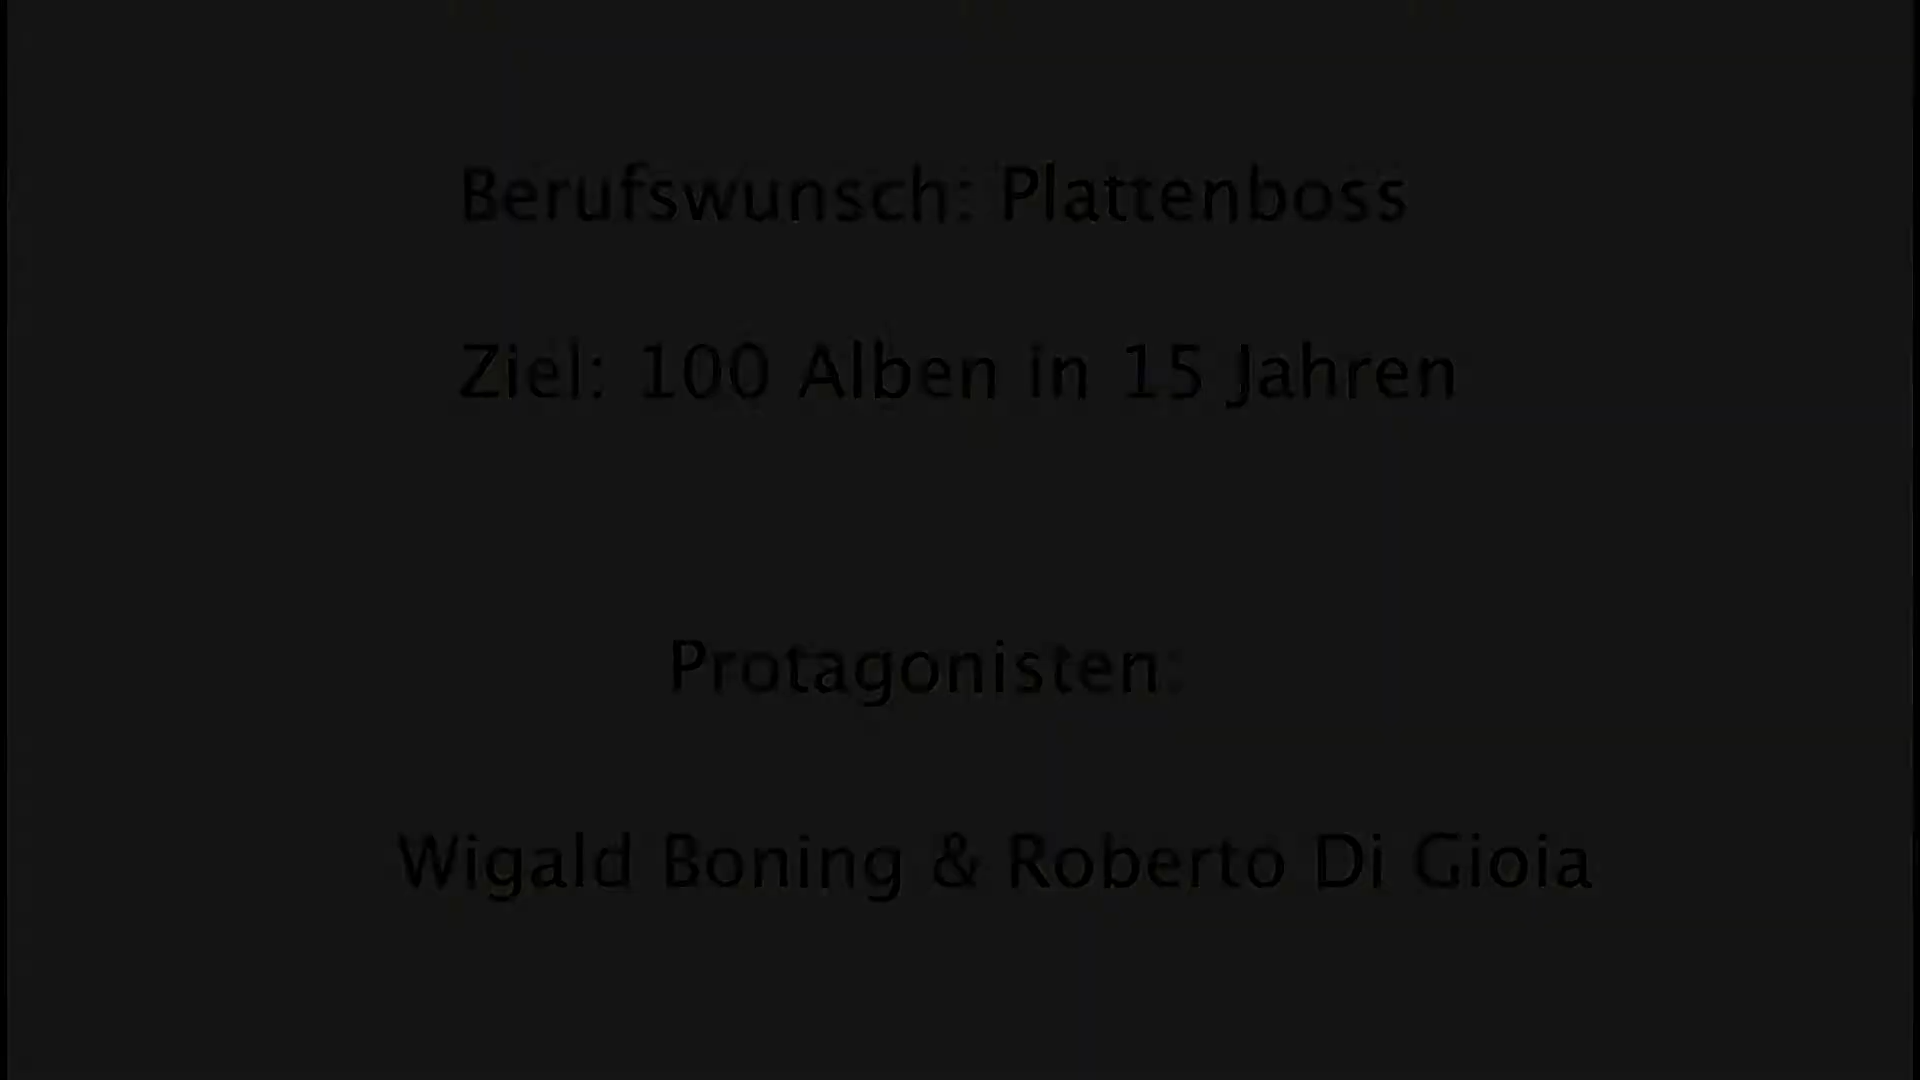 Berufswunsch: Plattenboss
Ziel: 100 Alben in 15 Jahren
Protagonisten:
Wigald Boning & Roberto Di Gioia